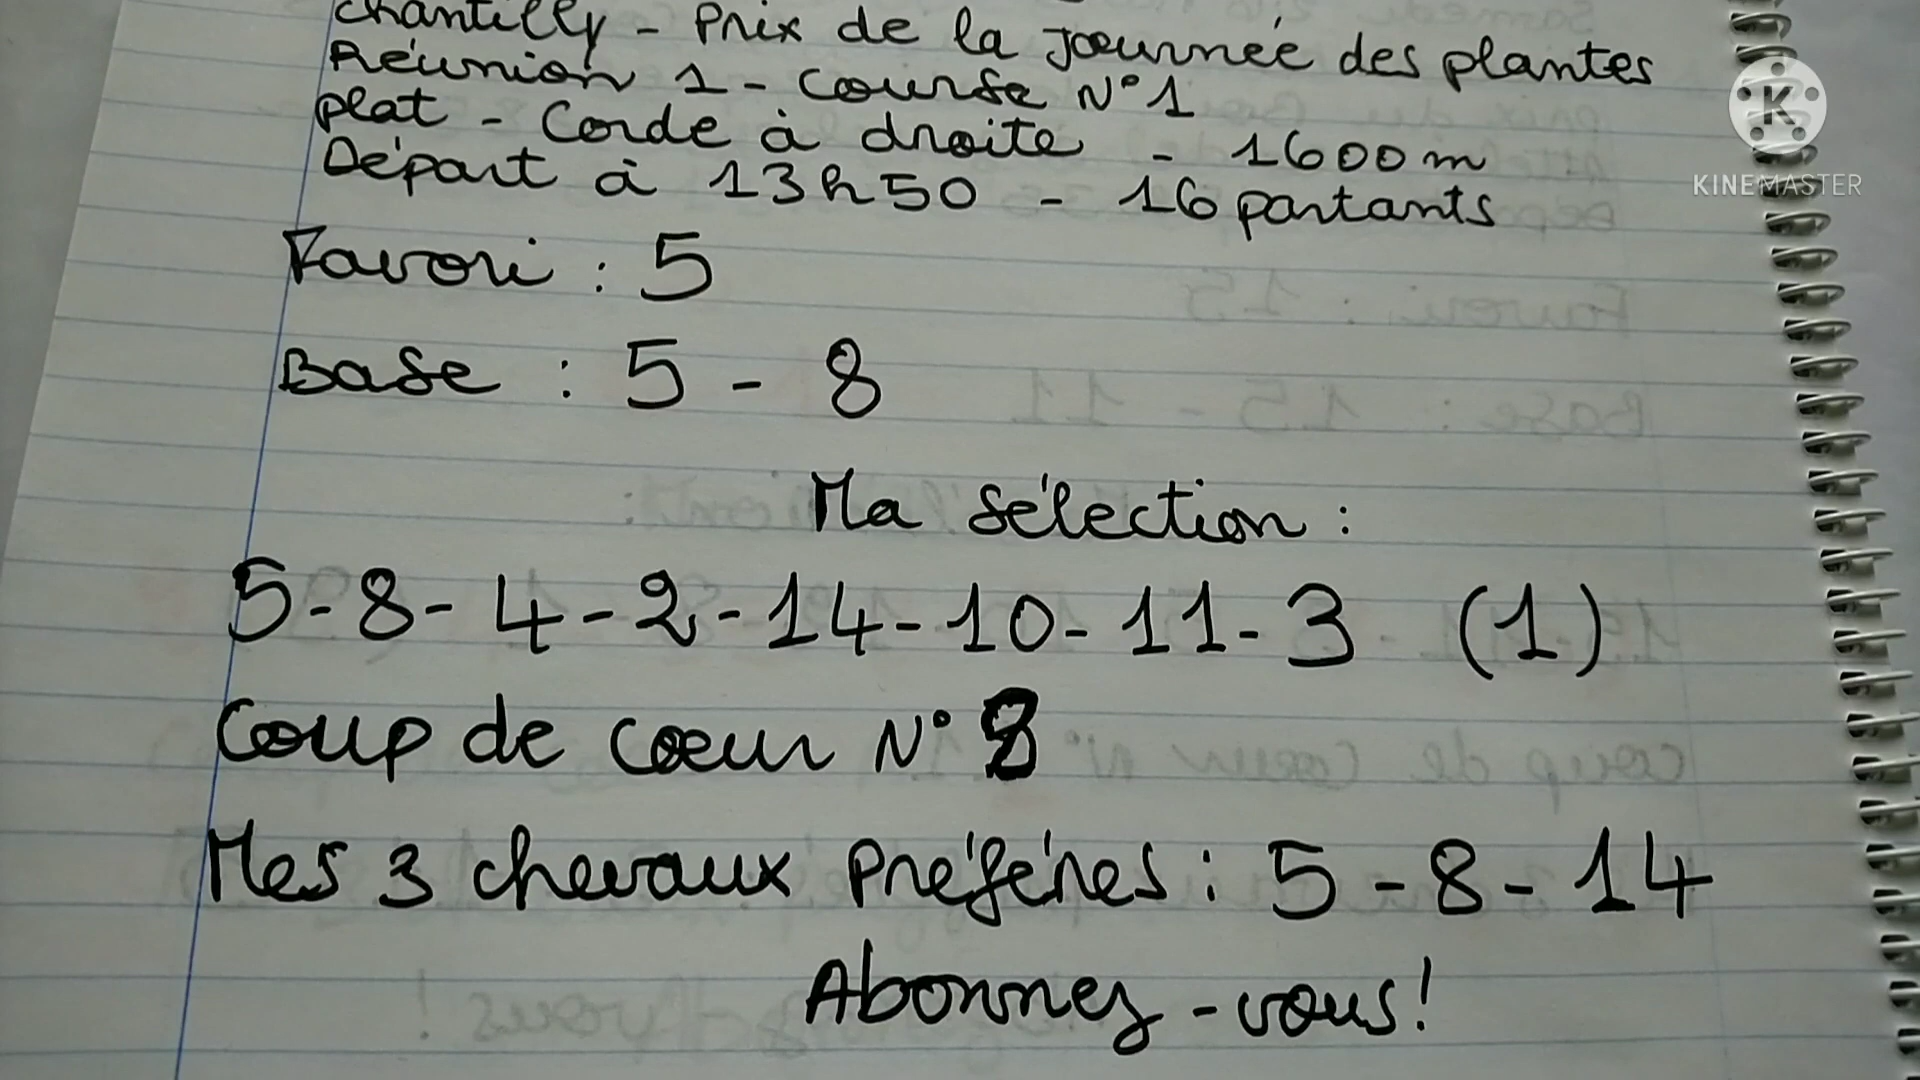 Chantilly - Prix de la Journée des plantes
Réunion 1 - Course N°1
plat - Corde à droite - 1600m
Départ à 13h50 - 16 partants
KINEMASTER
Favori : 5
Base : 5 - 8
Ma sélection :
5-8-4-2-14-10-11-3 (1)
Coup de cœur N° 8
Mes 3 chevaux préférés : 5-8-14
Abonnez-vous!